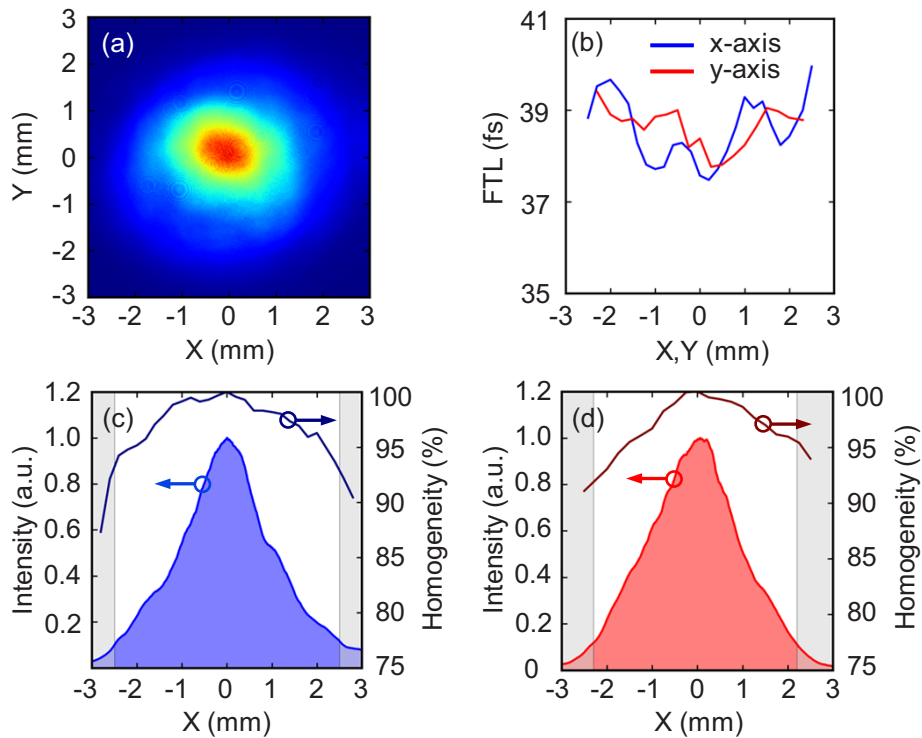 (a)
3
2
1
0
-1
-2
-3
Y (mm)
-3 -2 -1 0 1 2 3
X (mm)
(b)
x-axis
y-axis
41
39
37
35
FTL (fs)
-3 -2 -1 0 1 2 3
X,Y (mm)
(c)
1.2
1.0
0.8
0.6
0.4
0.2
Intensity (a.u.)
100
95
90
85
80
75
Homogeneity (%)
-3 -2 -1 0 1 2 3
X (mm)
(d)
1.2
1.0
0.8
0.6
0.4
0.2
0
Intensity (a.u.)
100
95
90
85
80
75
Homogeneity (%)
-3 -2 -1 0 1 2 3
X (mm)